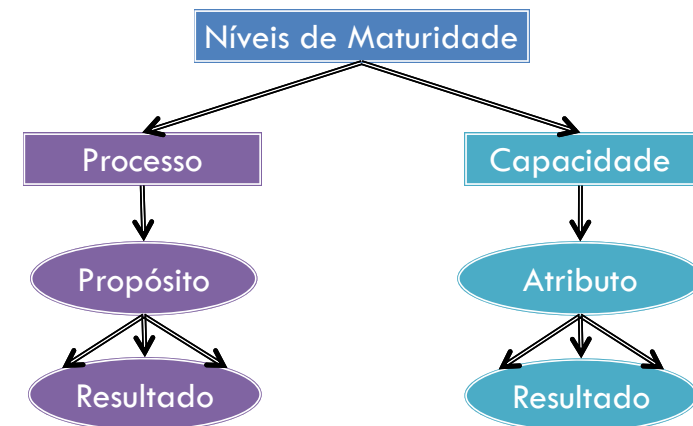 Níveis de Maturidade
Processo
Capacidade
Propósito
Atributo
Resultado
Resultado